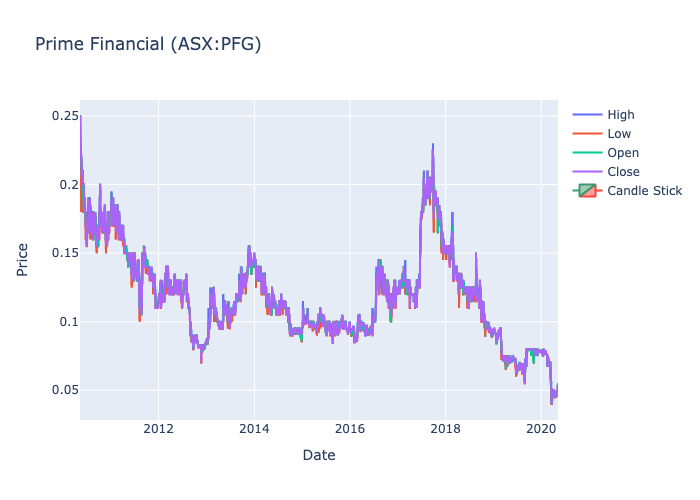 Prime Financial (ASX:PFG)
High
Low
Open
Close
Candle Stick
0.25
0.2
0.15
0.1
0.05
Price
2012
2014
2016
2018
2020
Date